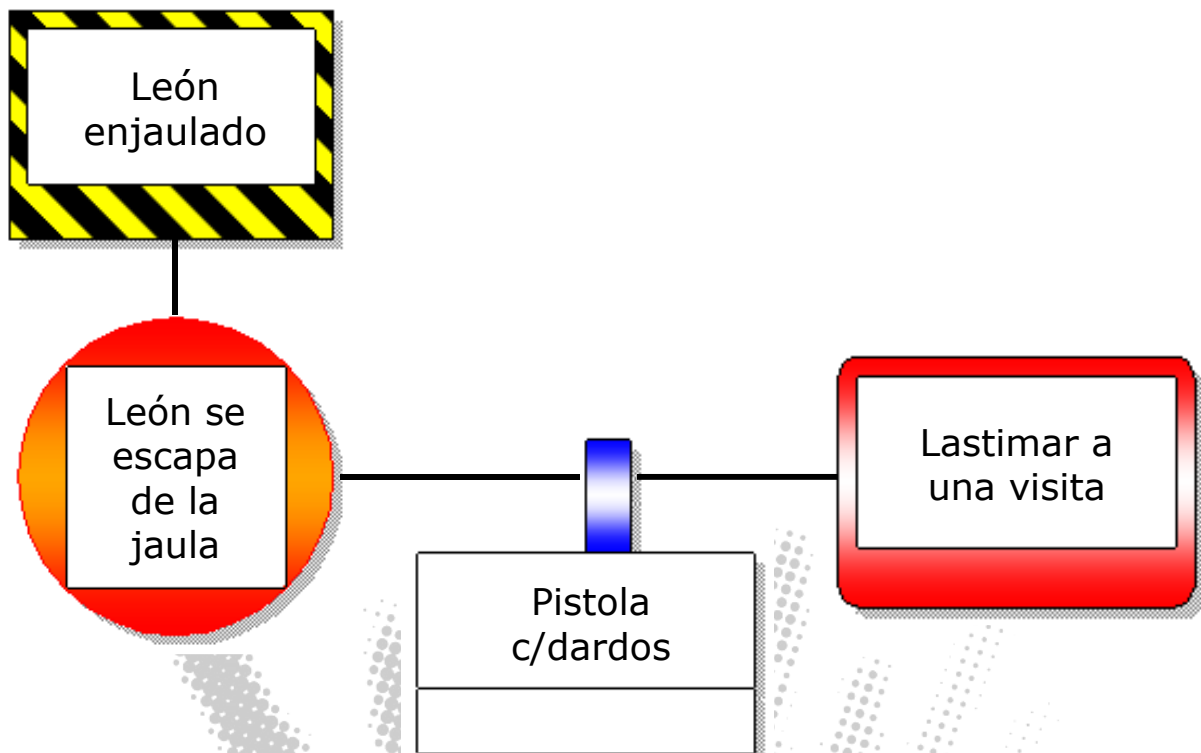 León
enjaulado
León se
escapa
de la
jaula
Pistola
c/dardos
Lastimar a
una visita